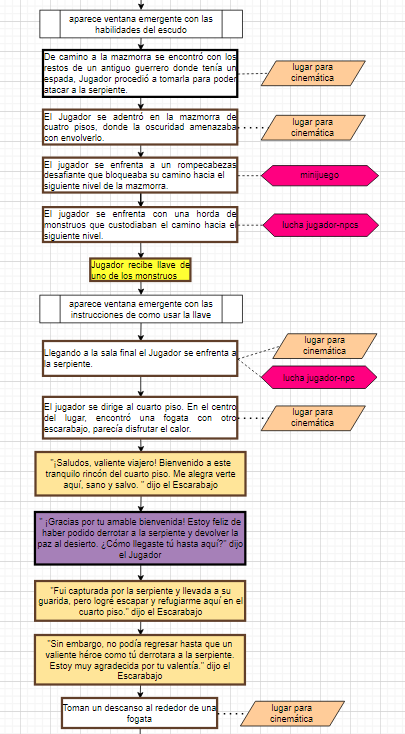 aparece ventana emergente con las
habilidades del escudo
De camino a la mazmorra se encontró con los
restos de un antiguo guerrero donde tenía un
espada, Jugador procedió a tomarla para poder
atacar a la serpiente.
lugar para
cinemática
El Jugador se adentró en la mazmorra de
cuatro pisos, donde la oscuridad amenazaba
con envolverlo.
lugar para
cinemática
El jugador se enfrenta a un rompecabezas
desafiante que bloqueaba su camino hacia el
siguiente nivel de la mazmorra.
minijuego
El jugador se enfrenta con una horda de
monstruos que custodiaban el camino hacia el
siguiente nivel.
lucha jugador-npcs
Jugador recibe llave de
uno de los monstruos
aparece ventana emergente con las
instrucciones de como usar la llave
Llegando a la sala final el Jugador se enfrenta a
la serpiente.
lugar para
cinemática
lucha jugador-npc
El jugador se dirige al cuarto piso. En el centro
del lugar, encontró una fogata con otro
escarabajo, parecía disfrutar el calor.
lugar para
cinemática
"¡Saludos, valiente viajero! Bienvenido a este
tranquilo rincón del cuarto piso. Me alegra verte
aquí, sano y salvo. " dijo el Escarabajo
" ¡Gracias por tu amable bienvenida! Estoy feliz de
haber podido derrotar a la serpiente y devolver la
paz al desierto. ¿Cómo llegaste tú hasta aquí?" dijo
el Jugador
"Fui capturada por la serpiente y llevada a su
guarida, pero logré escapar y refugiarme aquí en el
cuarto piso." dijo el Escarabajo
"Sin embargo, no podía regresar hasta que un
valiente héroe como tú derrotara a la serpiente.
Estoy muy agradecida por tu valentía." dijo el
Escarabajo
Toman un descanso al rededor de una
fogata
lugar para
cinemática